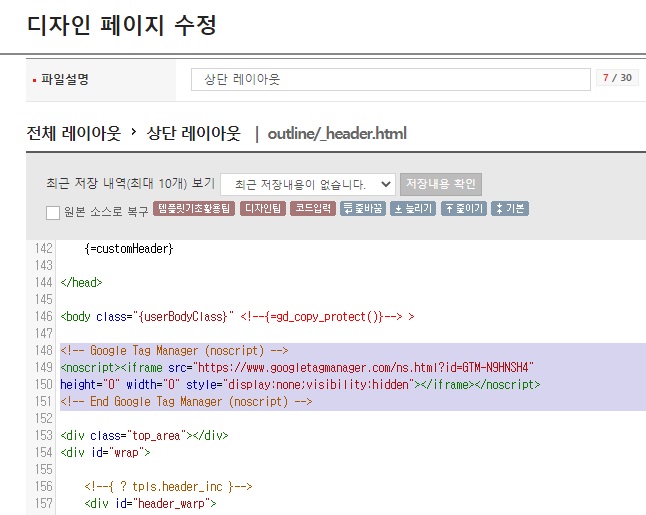 디자인 페이지 수정
파일설명 상단 레이아웃 7 / 30
전체 레이아웃 > 상단 레이아웃 | outline/_header.html
최근 저장 내역(최대 10개) 보기 최근 저장내용이 없습니다. 저장내용 확인
원본 소스로 복구 템플릿기초활용팁 디자인팁 코드입력 줄바꿈 늘리기 줄이기 기본
142 {=customHeader}
143
144 </head>
145
146 <body class="{userBodyClass}" <!--{=gd_copy_protect()}--> >
147
148 <!-- Google Tag Manager (noscript) -->
149 <noscript><iframe src="https://www.googletagmanager.com/ns.html?id=GTM-N9HNSH4"
150 height="0" width="0" style="display:none;visibility:hidden"></iframe></noscript>
151 <!-- End Google Tag Manager (noscript) -->
152
153 <div class="top_area"></div>
154 <div id="wrap">
155
156 <!--{ ? tpls.header_inc }-->
157 <div id="header_warp">